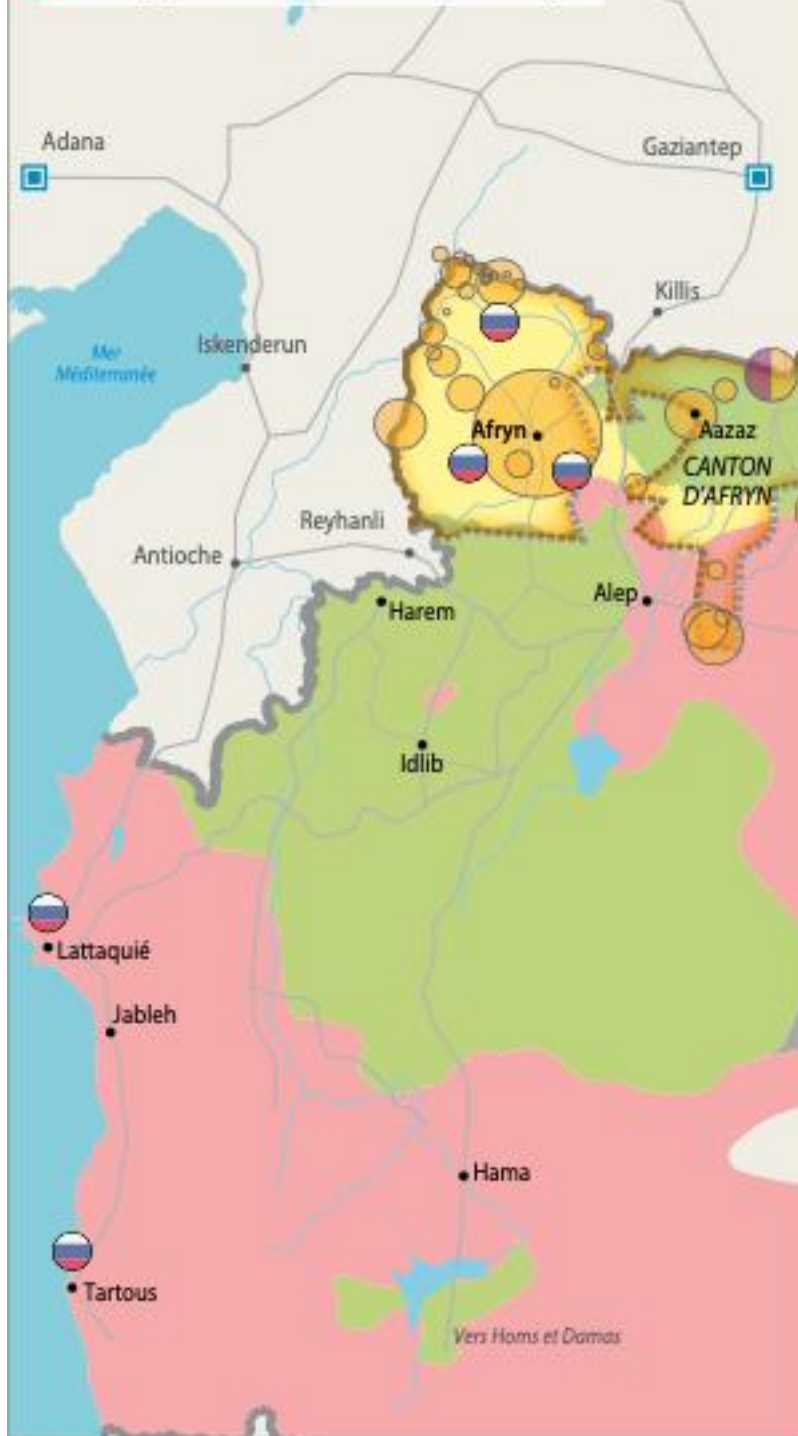 Adana
Gaziantep
Killis
Mer
Méditerranée
Iskenderun
Afryn
Aazaz
CANTON
D'AFRYN
Reyhanli
Antioche
Alep
Harem
Idlib
Lattaquié
Jableh
Hama
Tartous
Vers Homs et Damas